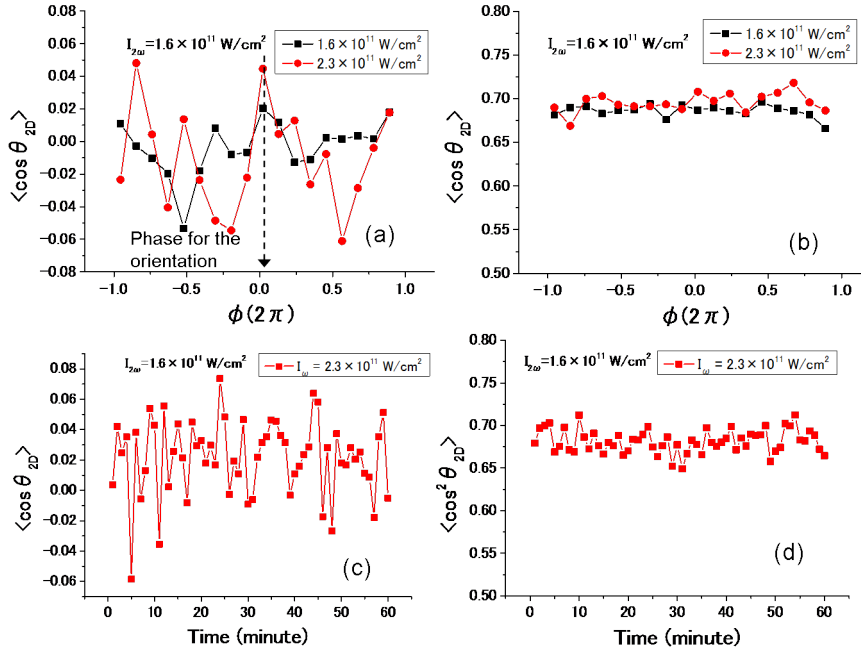 0.08
0.06
0.04
0.02
0.00
−0.02
−0.04
−0.06
−0.08
<cos θ 2D>
I2ω=1.6×10¹¹ W/cm²
1.6×10¹¹ W/cm²
2.3×10¹¹ W/cm²
Phase for the
orientation
(a)
−1.0 −0.5 0.0 0.5 1.0
ϕ(2π)
0.80
0.75
0.70
0.65
0.60
0.55
0.50
<cos θ 2D>
I2ω=1.6×10¹¹ W/cm²
1.6×10¹¹ W/cm²
2.3×10¹¹ W/cm²
(b)
−1.0 −0.5 0.0 0.5 1.0
ϕ(2π)
0.08
0.06
0.04
0.02
0.00
0.02
0.04
−0.06
<cos θ 2D>
I2ω=1.6×10¹¹ W/cm²
Iω = 2.3×10¹¹ W/cm²
(c)
0 10 20 30 40 50 60
Time (minute)
0.80
0.75
0.70
0.65
0.60
0.55
0.50
<cos² θ 2D>
I2ω=1.6×10¹¹ W/cm²
Iω = 2.3×10¹¹ W/cm²
(d)
0 10 20 30 40 50 60
Time (minute)